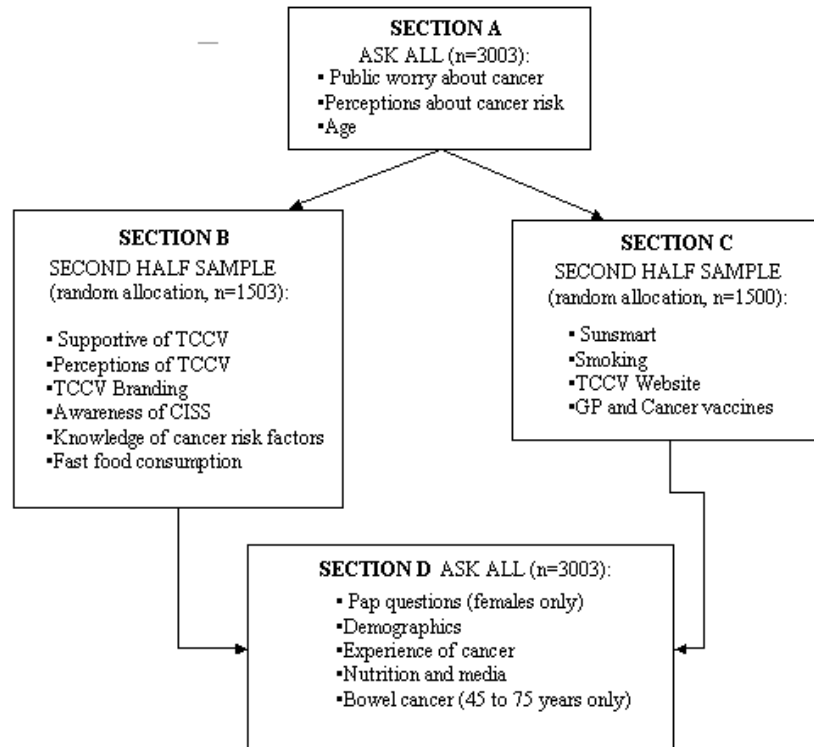 SECTION A
ASK ALL (n=3003):
▪ Public worry about cancer
▪Perceptions about cancer risk
▪Age
SECTION B
SECOND HALF SAMPLE
(random allocation, n=1503):
▪ Supportive of TCCV
▪Perceptions of TCCV
▪TCCV Branding
▪Awareness of CISS
▪Knowledge of cancer risk factors
▪Fast food consumption
SECTION C
SECOND HALF SAMPLE
(random allocation, n=1500):
▪ Sunsmart
▪Smoking
▪TCCV Website
▪GP and Cancer vaccines
SECTION D ASK ALL (n=3003):
▪ Pap questions (females only)
▪Demographics
▪Experience of cancer
▪Nutrition and media
▪Bowel cancer (45 to 75 years only)